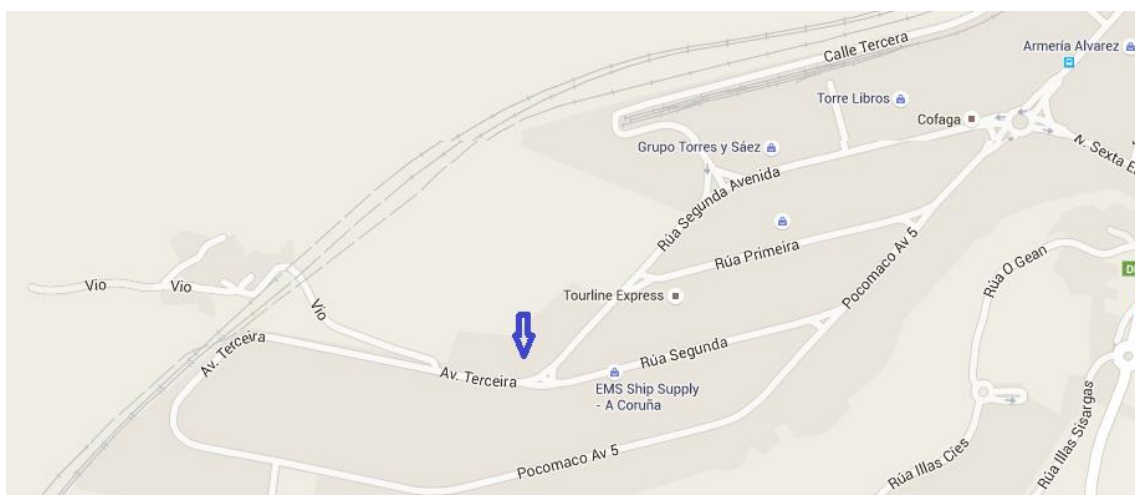 Calle Tercera
Armería Alvarez
Torre Libros
Cofaga
Grupo Torres y Sáez
N. Sexta
Rúa Segunda Avenida
Rúa Primeira
Rúa O Gean
Pocomaco Av 5
Vio
Vio
Tourline Express
Vio
Av. Terceira
Rúa Segunda
Av. Terceira
EMS Ship Supply
- A Coruña
Pocomaco Av 5
Rúa Illas Cíes
Rúa Illas Sisargas